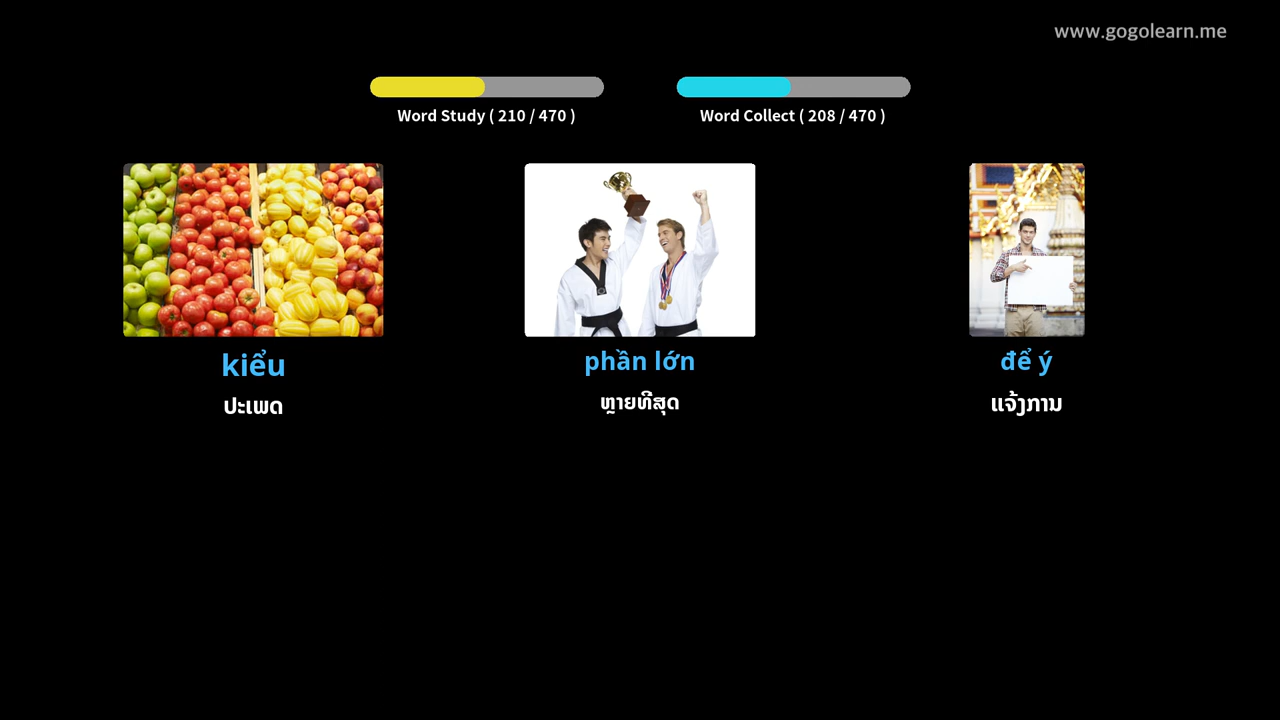 www.gogolearn.me
Word Study ( 210 / 470 )
Word Collect ( 208 / 470 )
kiểu
phần lớn
để ý
ປະເພດ
ຫຼາຍທີສຸດ
ແຈ້ງການ